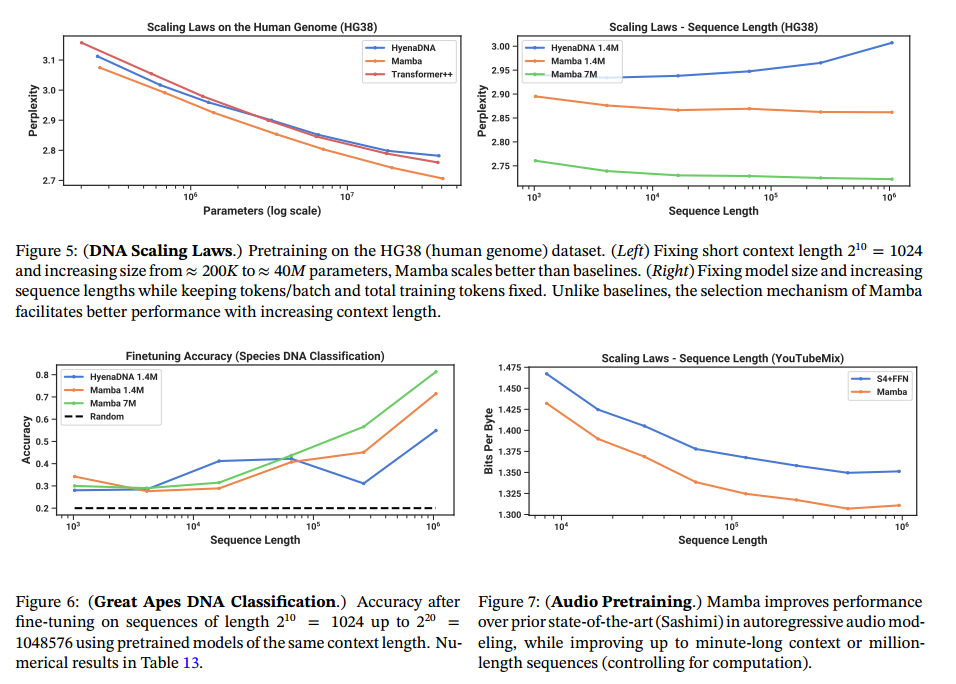 Scaling Laws on the Human Genome (HG38)
HyenaDNA
Mamba
Transformer++
3.1
3.0
2.9
2.8
2.7
Perplexity
10⁶
10⁷
Parameters (log scale)
Scaling Laws - Sequence Length (HG38)
HyenaDNA 1.4M
Mamba 1.4M
Mamba 7M
3.00
2.95
2.90
2.85
2.80
2.75
Perplexity
10³
10⁴
10⁵
10⁶
Sequence Length
Figure 5: (DNA Scaling Laws.) Pretraining on the HG38 (human genome) dataset. (Left) Fixing short context length 2¹⁰ = 1024
and increasing size from ≈ 200K to ≈ 40M parameters, Mamba scales better than baselines. (Right) Fixing model size and increasing
sequence lengths while keeping tokens/batch and total training tokens fixed. Unlike baselines, the selection mechanism of Mamba
facilitates better performance with increasing context length.
Finetuning Accuracy (Species DNA Classification)
HyenaDNA 1.4M
Mamba 1.4M
Mamba 7M
Random
0.8
0.7
0.6
0.5
0.4
0.3
0.2
Accuracy
10³
10⁴
10⁵
10⁶
Sequence Length
Scaling Laws - Sequence Length (YouTubeMix)
S4+FFN
Mamba
1.475
1.450
1.425
1.400
1.375
1.350
1.325
1.300
Bits Per Byte
10⁴
10⁵
10⁶
Sequence Length
Figure 6: (Great Apes DNA Classification.) Accuracy after
fine-tuning on sequences of length 2¹⁰ = 1024 up to 2²⁰ =
1048576 using pretrained models of the same context length. Nu-
merical results in Table 13.
Figure 7: (Audio Pretraining.) Mamba improves performance
over prior state-of-the-art (Sashimi) in autoregressive audio mod-
eling, while improving up to minute-long context or million-
length sequences (controlling for computation).